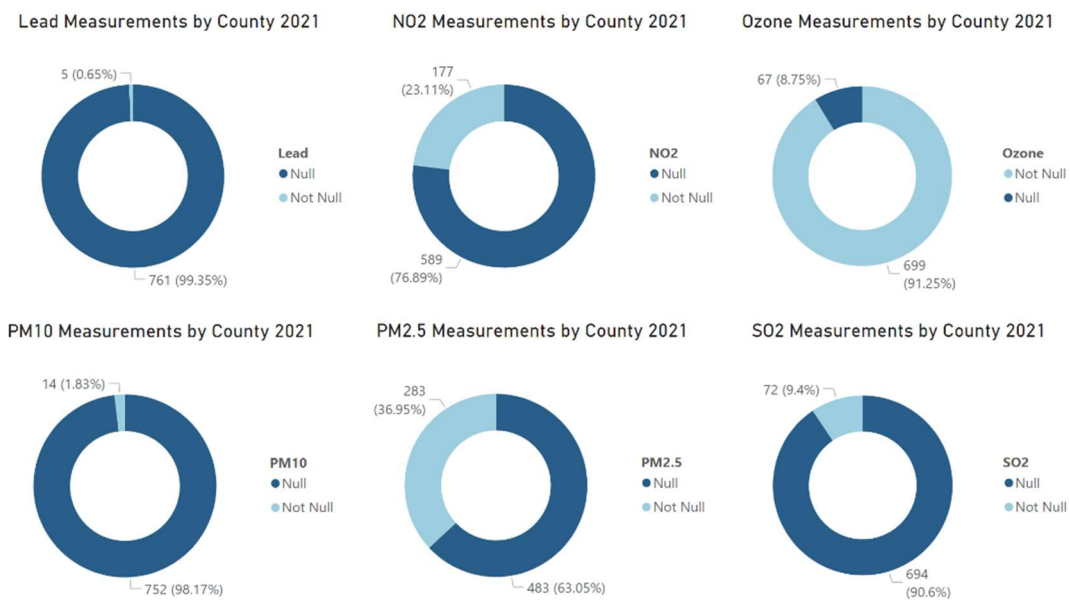 Lead Measurements by County 2021
5 (0.65%)
Lead
Null
Not Null
761 (99.35%)
NO2 Measurements by County 2021
177
(23.11%)
NO2
Null
Not Null
589
(76.89%)
Ozone Measurements by County 2021
67 (8.75%)
Ozone
Not Null
Null
699
(91.25%)
PM10 Measurements by County 2021
14 (1.83%)
PM10
Null
Not Null
752 (98.17%)
PM2.5 Measurements by County 2021
283
(36.95%)
PM2.5
Null
Not Null
483 (63.05%)
SO2 Measurements by County 2021
72 (9.4%)
SO2
Null
Not Null
694
(90.6%)